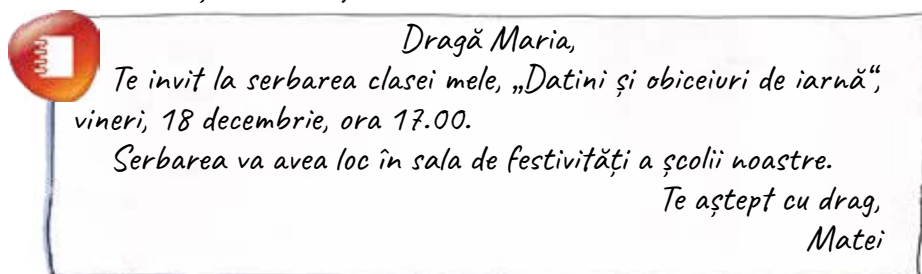 Dragă Maria,
Te invit la serbarea clasei mele, „Datini și obiceiuri de iarnă“,
vineri, 18 decembrie, ora 17.00.
Serbarea va avea loc în sala de festivități a școlii noastre.
Te aștept cu drag,
Matei